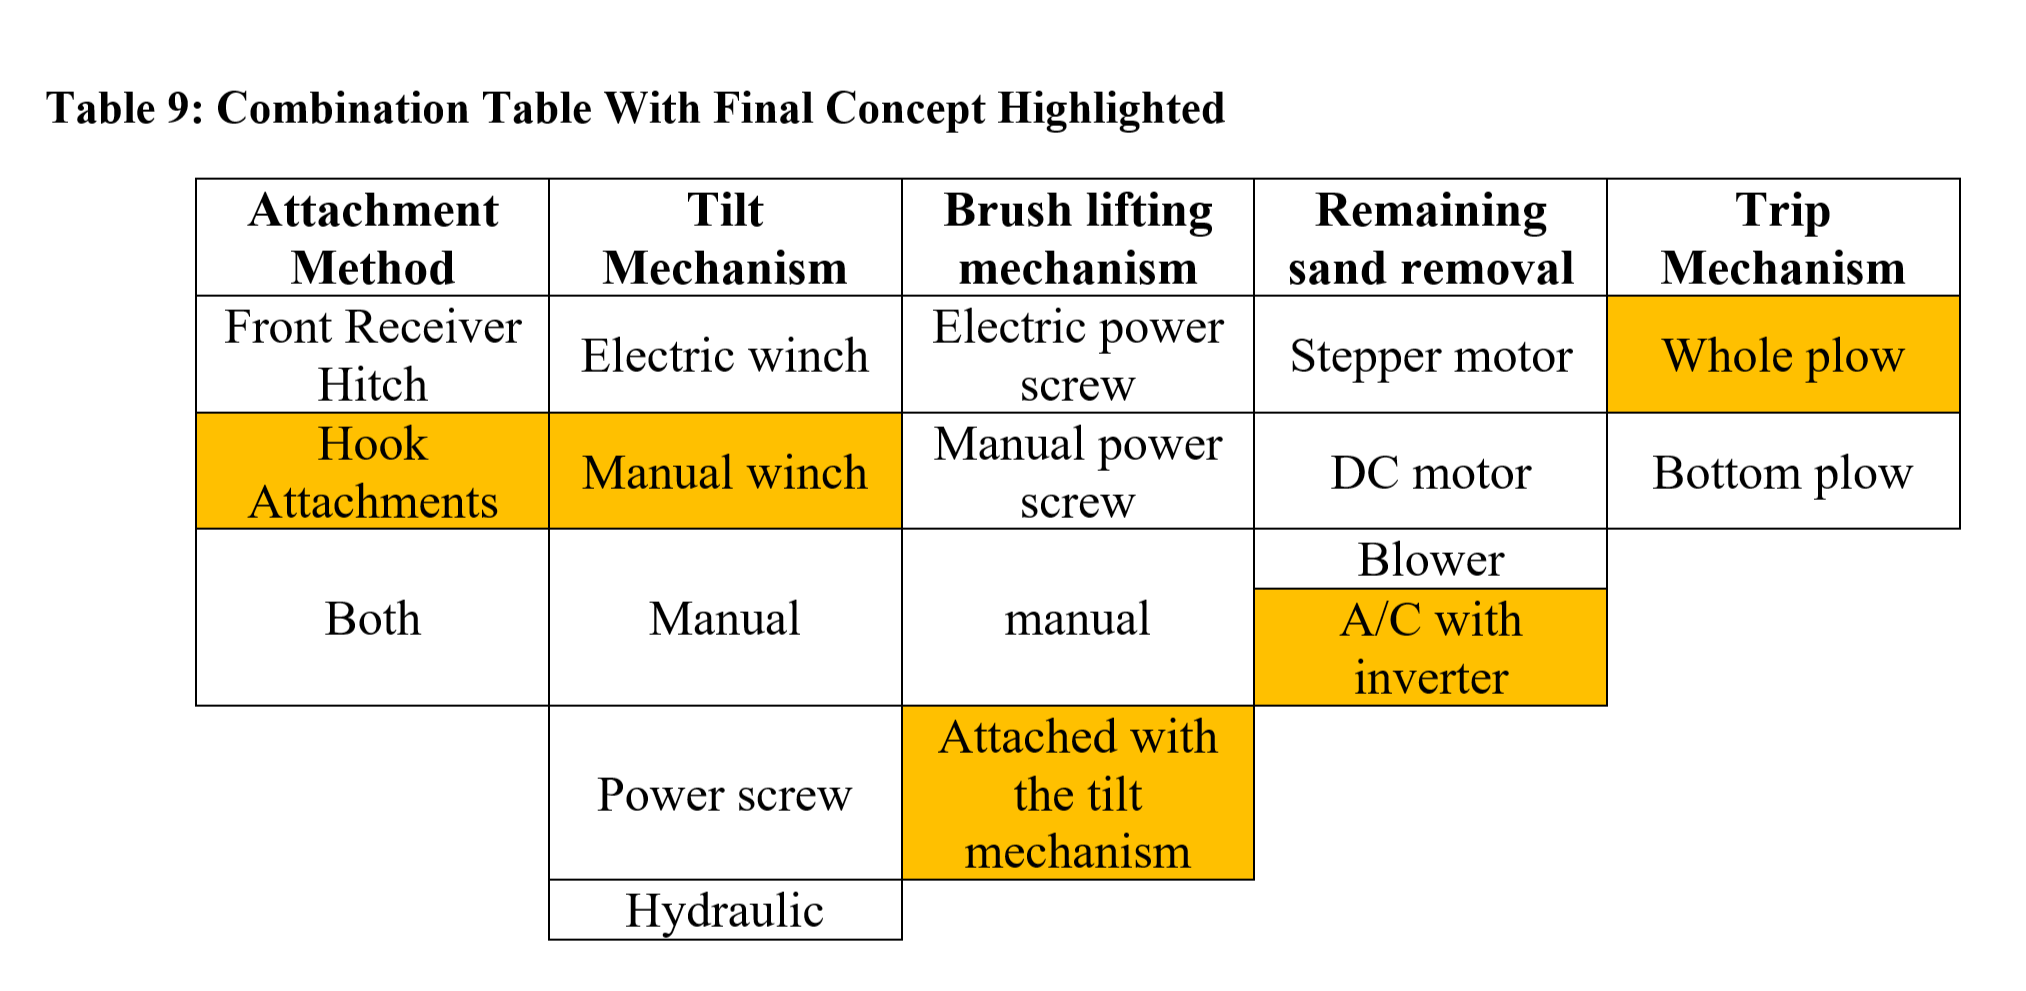 Table 9: Combination Table With Final Concept Highlighted
Attachment Method
Tilt Mechanism
Brush lifting mechanism
Remaining sand removal
Trip Mechanism
Front Receiver Hitch
Electric winch
Electric power screw
Stepper motor
Whole plow
Hook Attachments
Manual winch
Manual power screw
DC motor
Bottom plow
Both
Manual
manual
Blower
A/C with inverter
Power screw
Attached with the tilt mechanism
Hydraulic